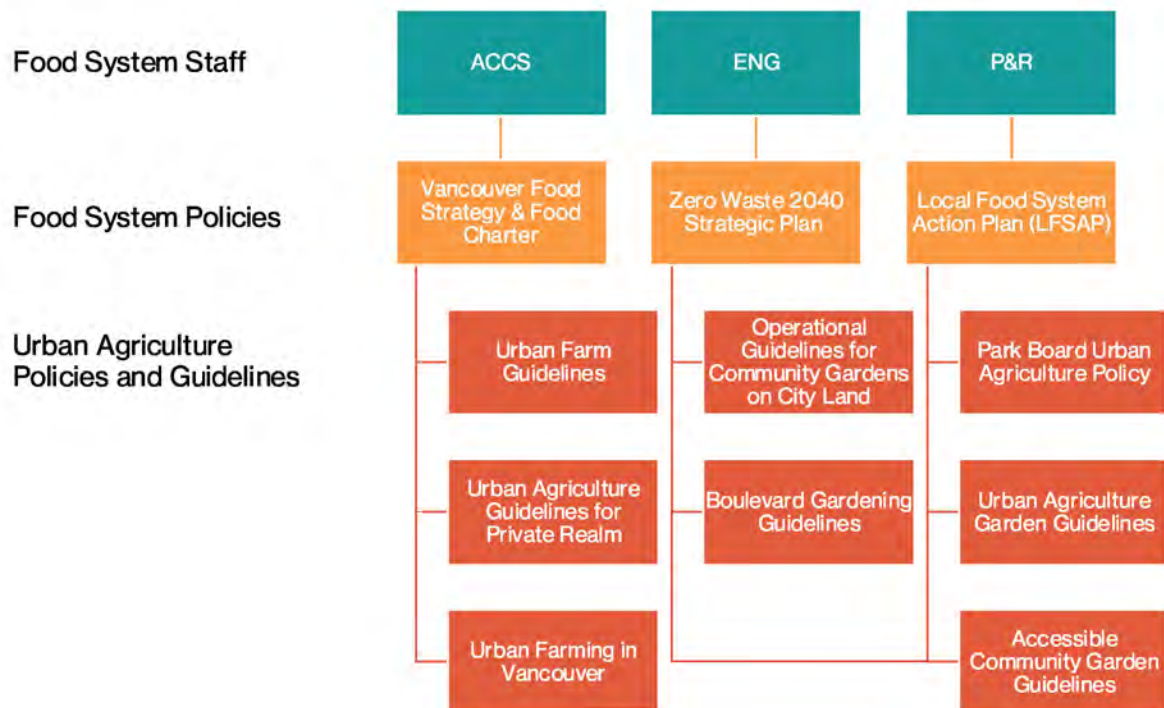 Food System Staff
ACCS
ENG
P&R
Food System Policies
Vancouver Food
Strategy & Food
Charter
Zero Waste 2040
Strategic Plan
Local Food System
Action Plan (LFSAP)
Urban Agriculture
Policies and Guidelines
Urban Farm
Guidelines
Operational
Guidelines for
Community Gardens
on City Land
Park Board Urban
Agriculture Policy
Urban Agriculture
Guidelines for
Private Realm
Boulevard Gardening
Guidelines
Urban Agriculture
Garden Guidelines
Urban Farming in
Vancouver
Accessible
Community Garden
Guidelines